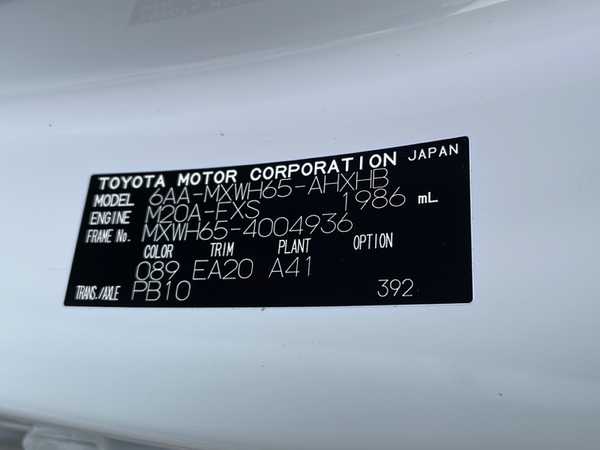 TOYOTA MOTOR CORPORATION JAPAN
MODEL 6AA-MXWH65-AHXHB
ENGINE M20A-FXS 1986 mL
FRAME No. MXWH65-4004936
COLOR TRIM PLANT OPTION
089 EA20 A41
TRANS./AXLE PB10 392